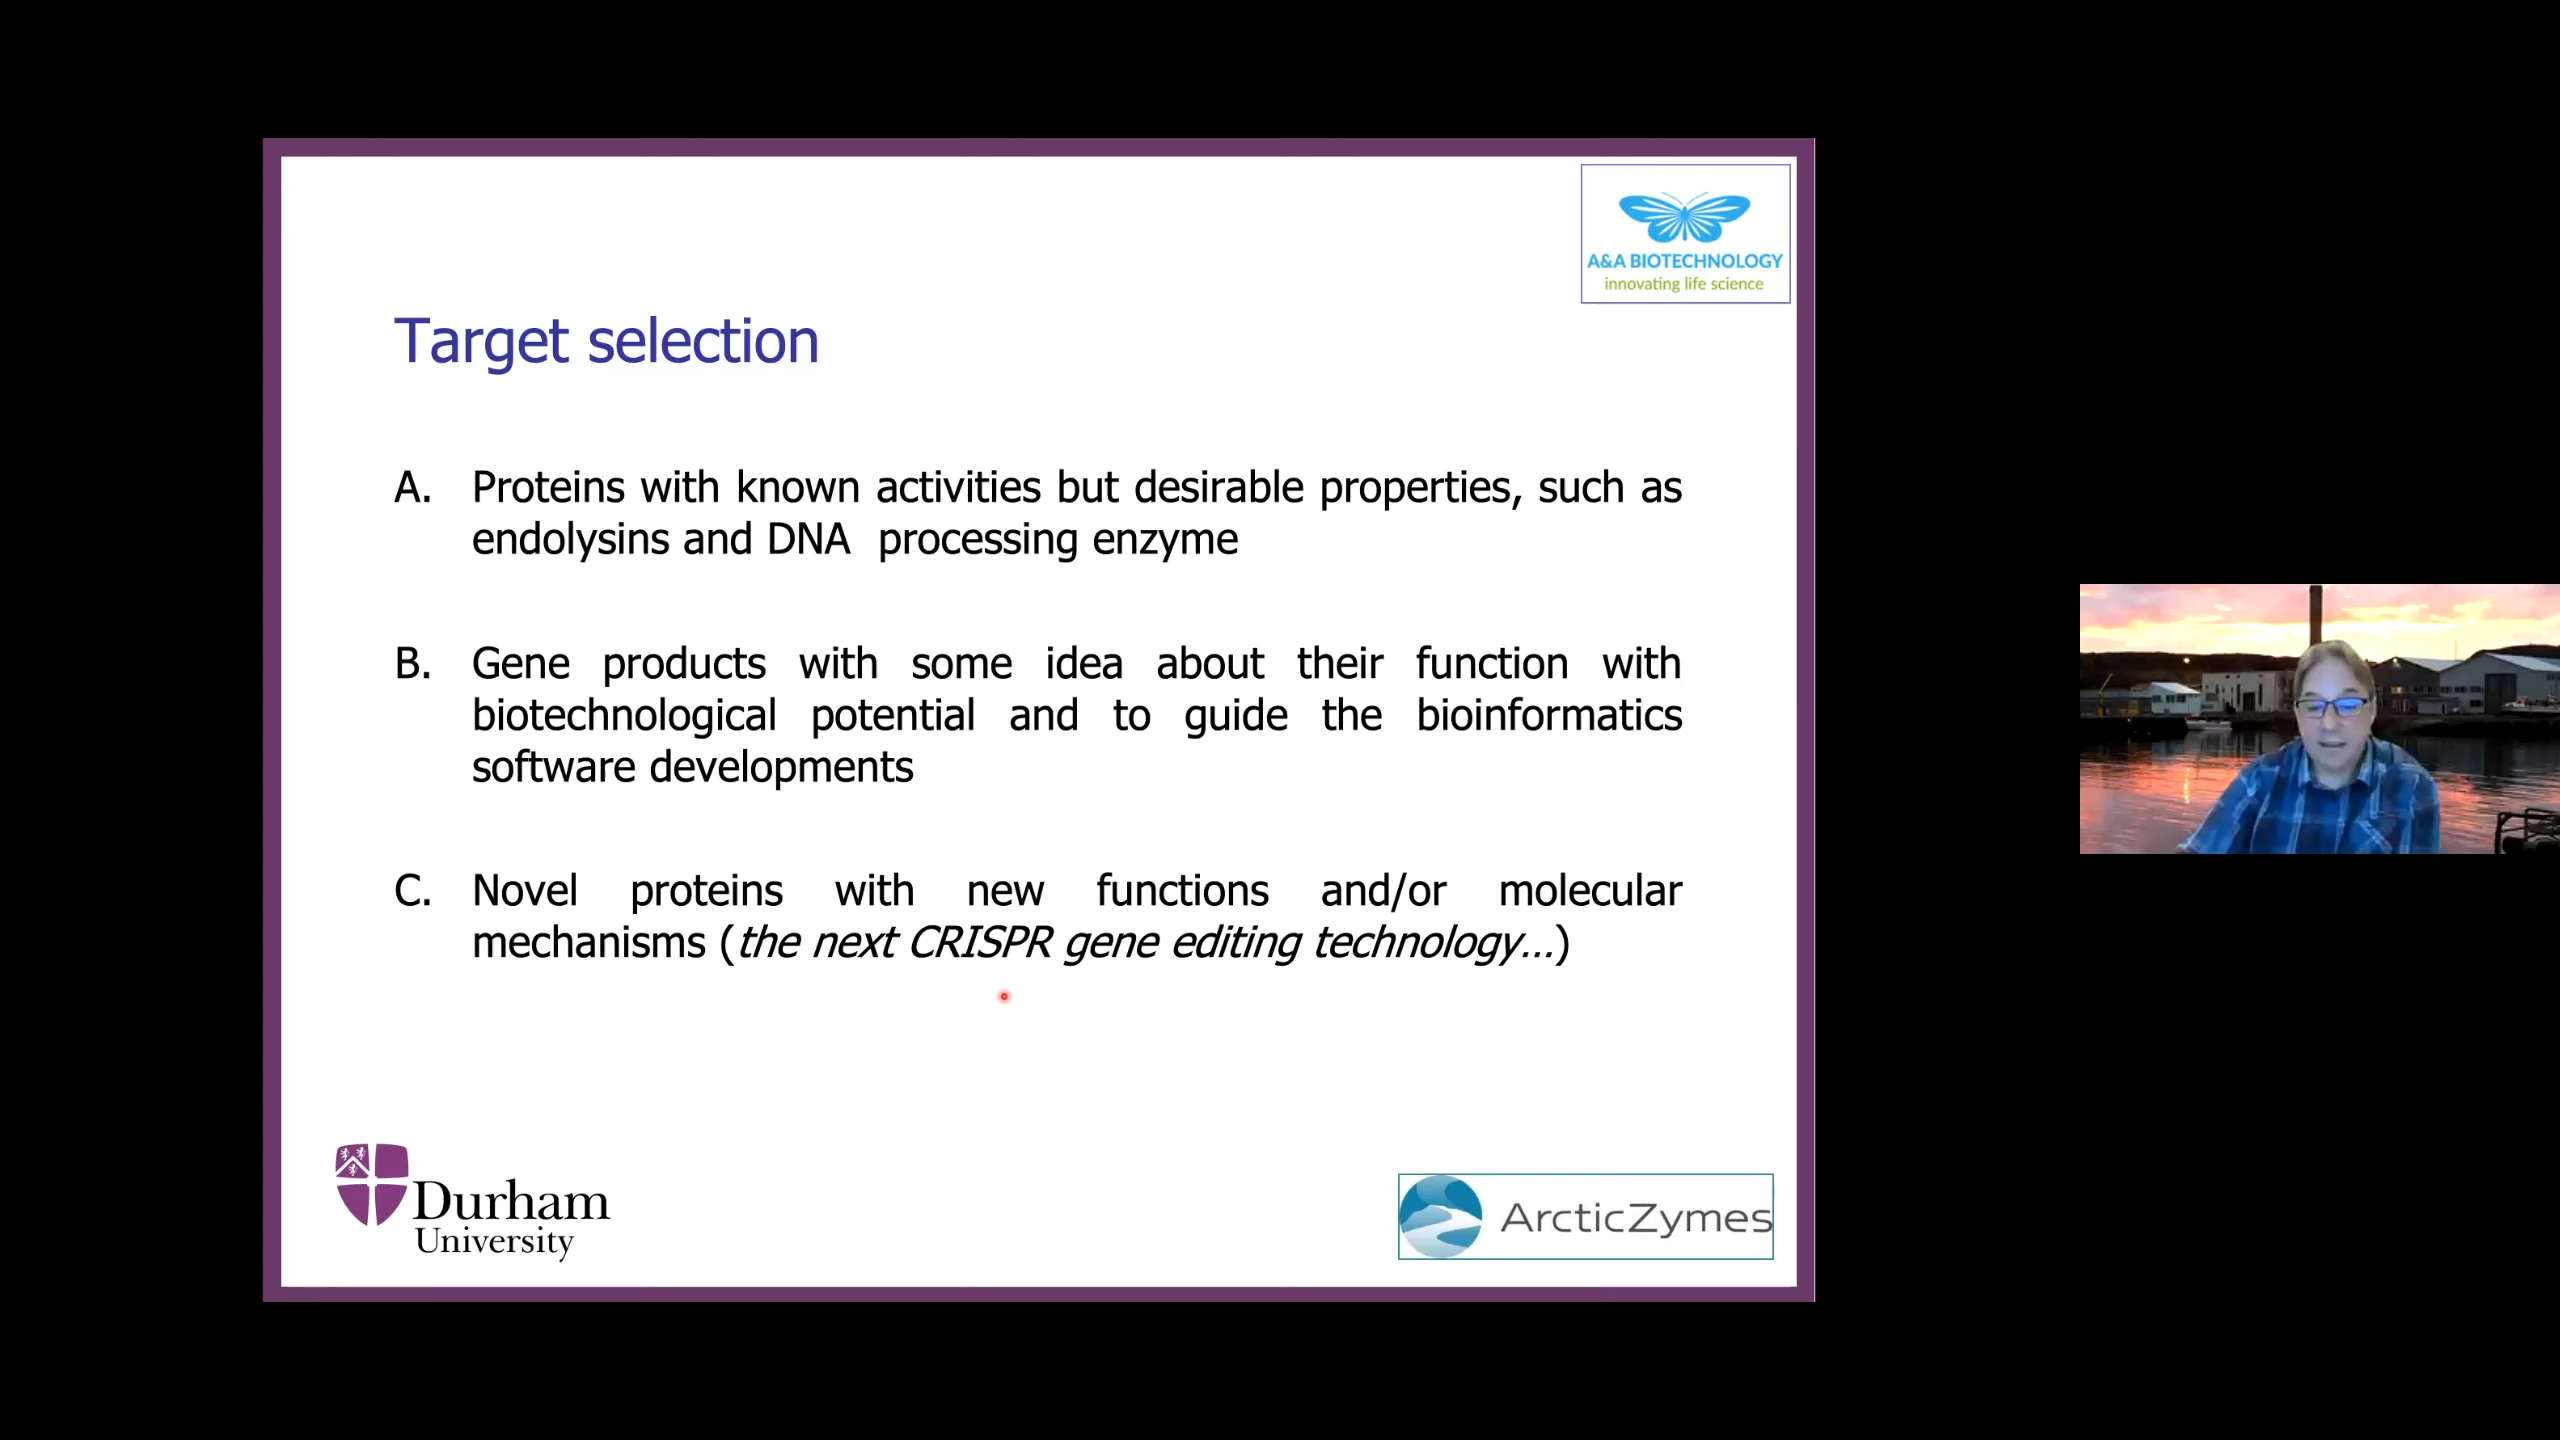 A&A BIOTECHNOLOGY
innovating life science
Target selection
A. Proteins with known activities but desirable properties, such as
endolysins and DNA  processing enzyme
B. Gene products with some idea about their function with
biotechnological potential and to guide the bioinformatics
software developments
C. Novel proteins with new functions and/or molecular
mechanisms (the next CRISPR gene editing technology...)
Durham
University
ArcticZymes